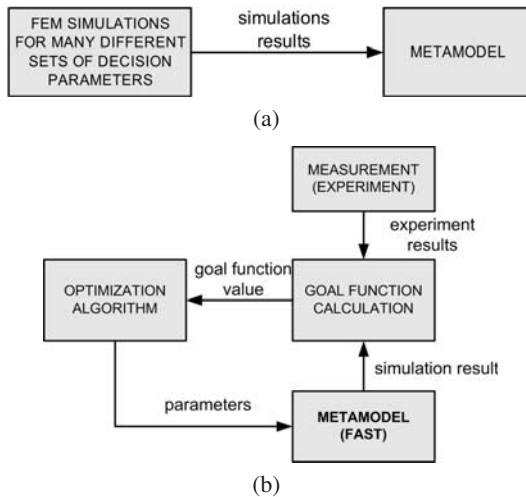 FEM SIMULATIONS
FOR MANY DIFFERENT
SETS OF DECISION
PARAMETERS
simulations
results
METAMODEL
(a)
MEASUREMENT
(EXPERIMENT)
experiment
results
goal function
value
OPTIMIZATION
ALGORITHM
GOAL FUNCTION
CALCULATION
simulation result
parameters
METAMODEL
(FAST)
(b)